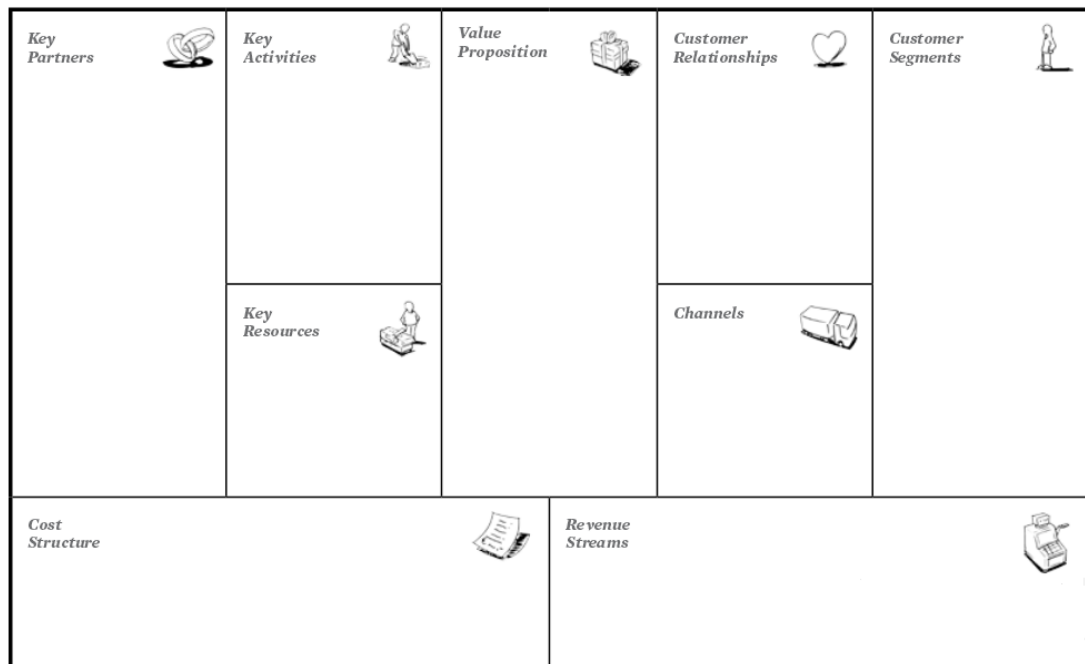 Key
Partners
Key
Activities
Value
Proposition
Customer
Relationships
Customer
Segments
Key
Resources
Channels
Cost
Structure
Revenue
Streams